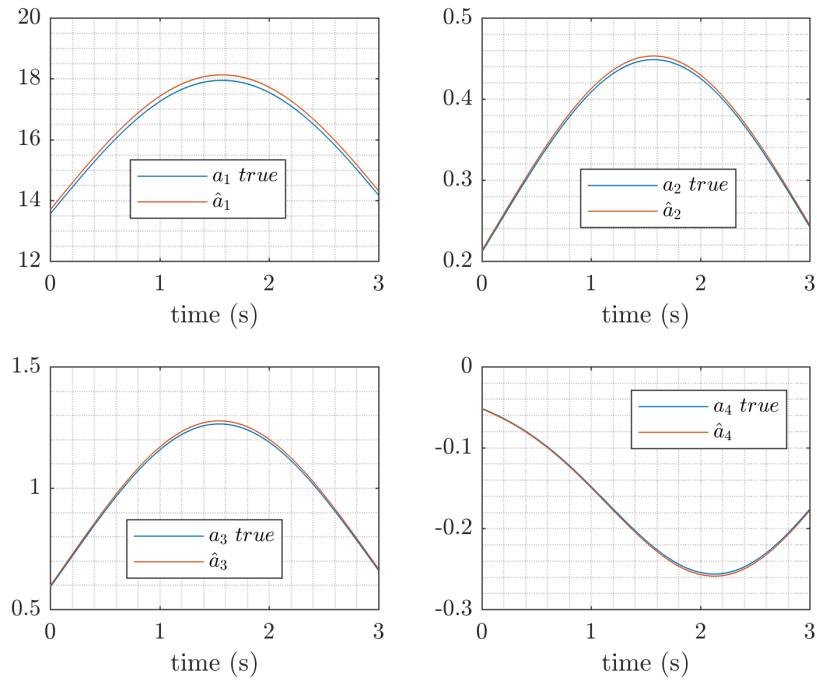 20
18
16
14
12
a₁ true
â₁
0 1 2 3
time (s)
0.5
0.4
0.3
0.2
a₂ true
â₂
0 1 2 3
time (s)
1.5
1
0.5
a₃ true
â₃
0 1 2 3
time (s)
0
-0.1
-0.2
-0.3
a₄ true
â₄
0 1 2 3
time (s)